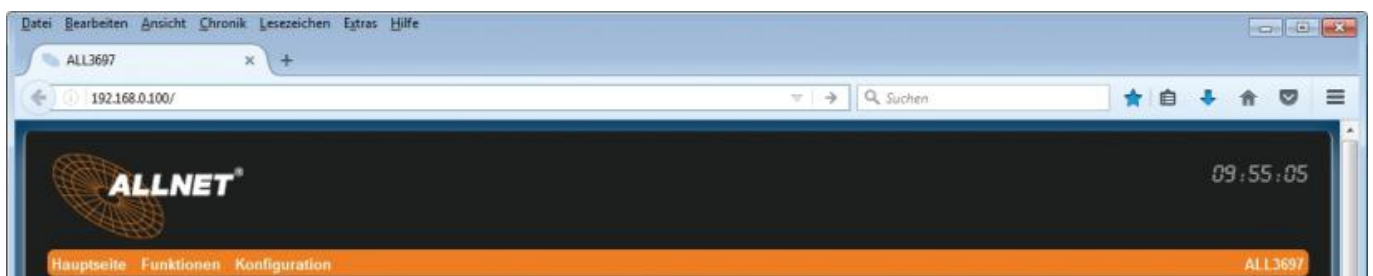 Datei Bearbeiten Ansicht Chronik Lesezeichen Extras Hilfe
ALL3697
192.168.0.100/ Suchen
ALLNET®
09:55:05
Hauptseite Funktionen Konfiguration ALL3697